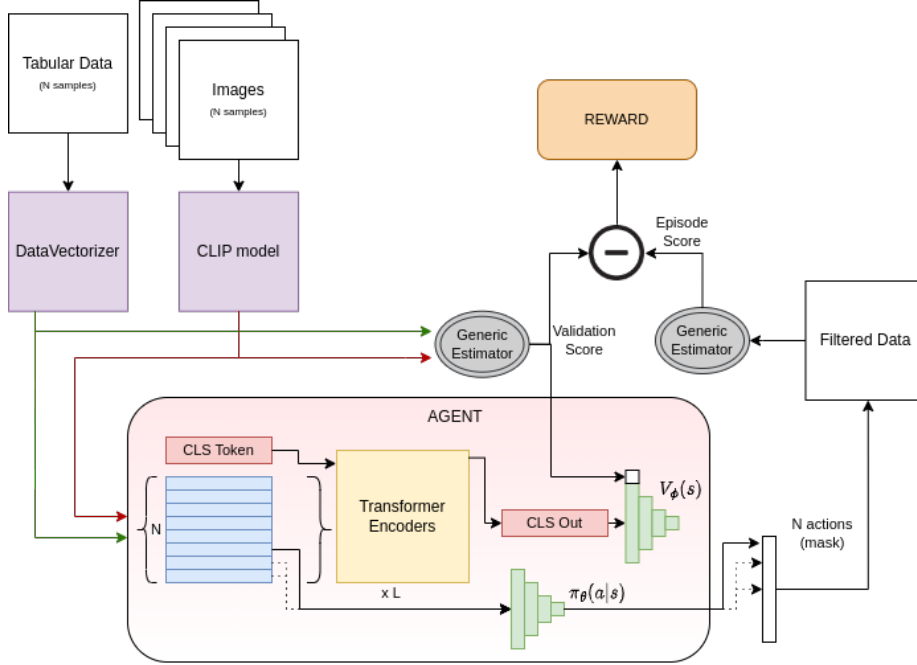 Tabular Data
(N samples)
Images
(N samples)
REWARD
DataVectorizer
CLIP model
Episode
Score
Generic
Estimator
Validation
Score
Generic
Estimator
Filtered Data
AGENT
CLS Token
N
Transformer
Encoders
x L
CLS Out
V_ϕ(s)
π_θ(a|s)
N actions
(mask)